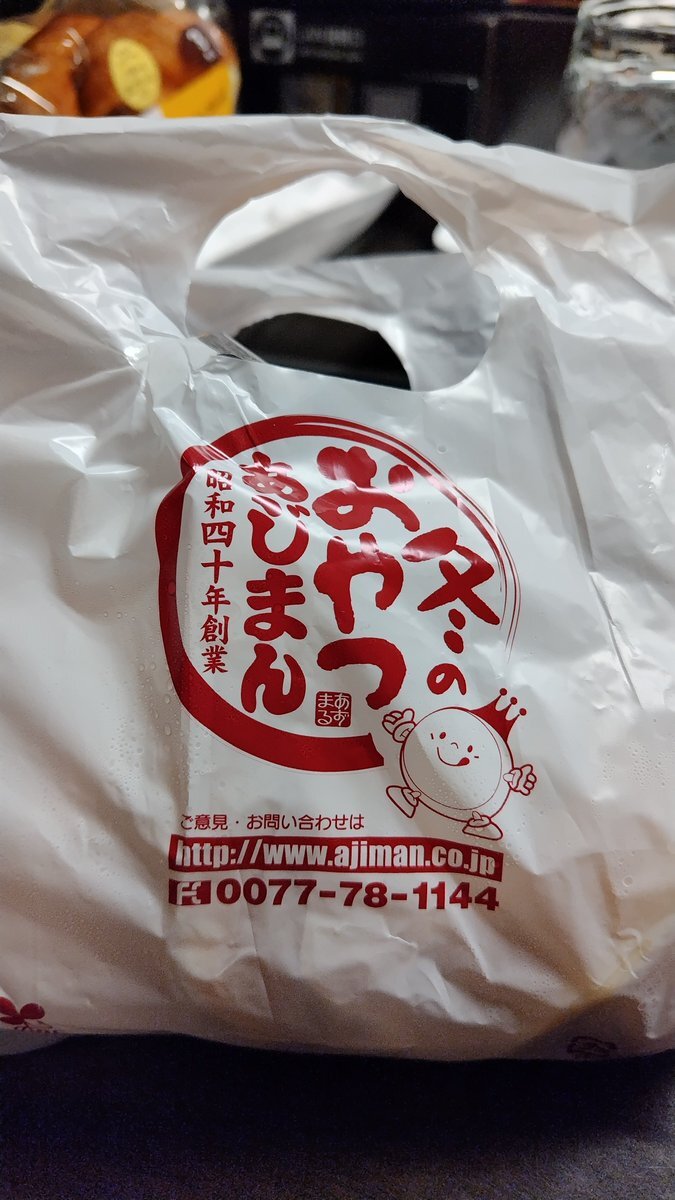 冬の
おやつ
あじまん
昭和四十年創業
あず
まる
ご意見・お問い合わせは
http://www.ajiman.co.jp
0077-78-1144